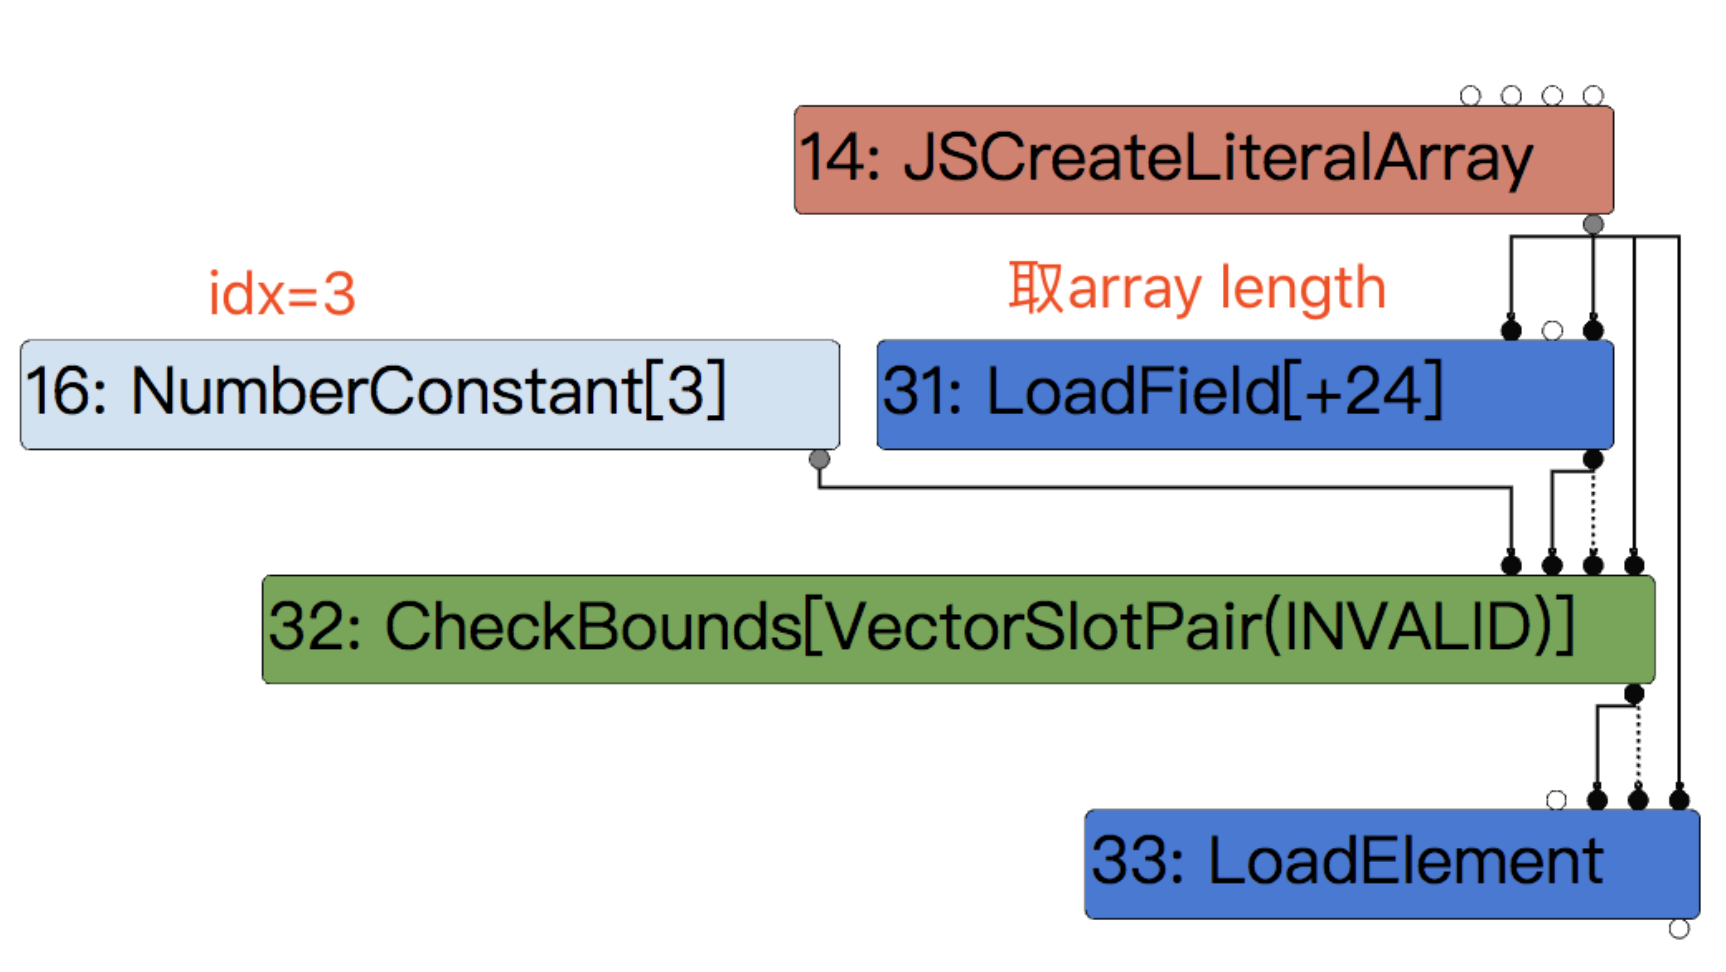 14: JSCreateLiteralArray
idx=3
取array length
16: NumberConstant[3]
31: LoadField[+24]
32: CheckBounds[VectorSlotPair(INVALID)]
33: LoadElement